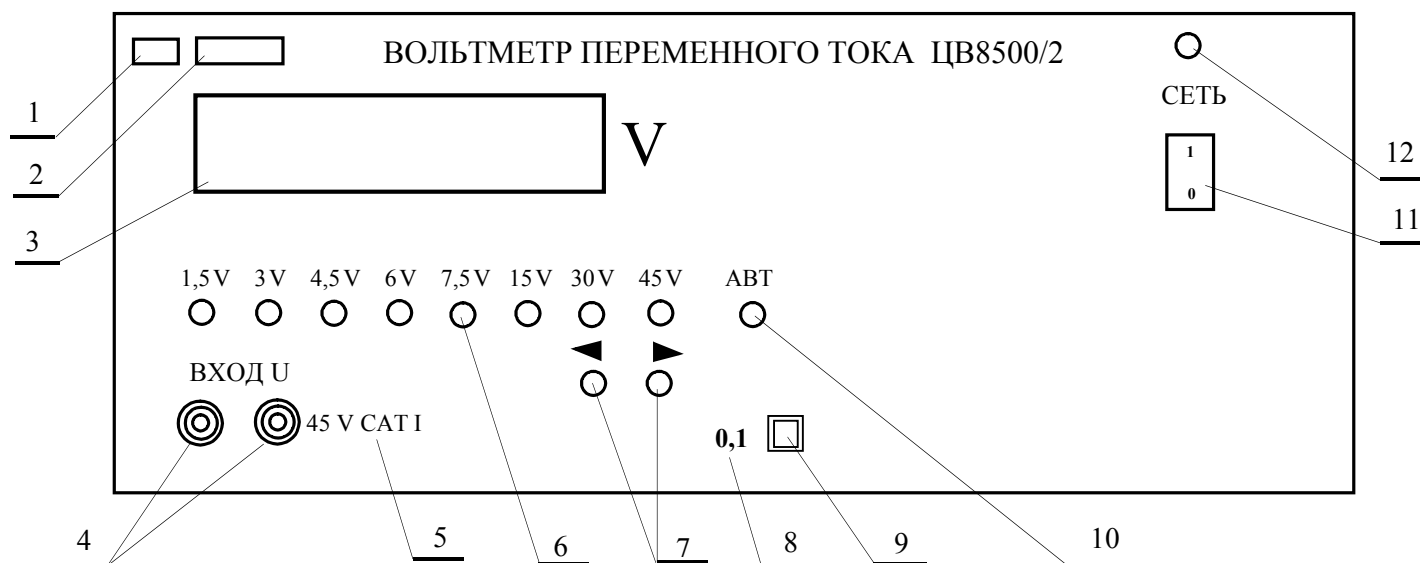 ВОЛЬТМЕТР ПЕРЕМЕННОГО ТОКА ЦВ8500/2
СЕТЬ
1
0
V
1
2
3
12
11
1,5 V 3 V 4,5 V 6 V 7,5 V 15 V 30 V 45 V АВТ
ВХОД U
45 V CAT I
0,1
4 5 6 7 8 9 10